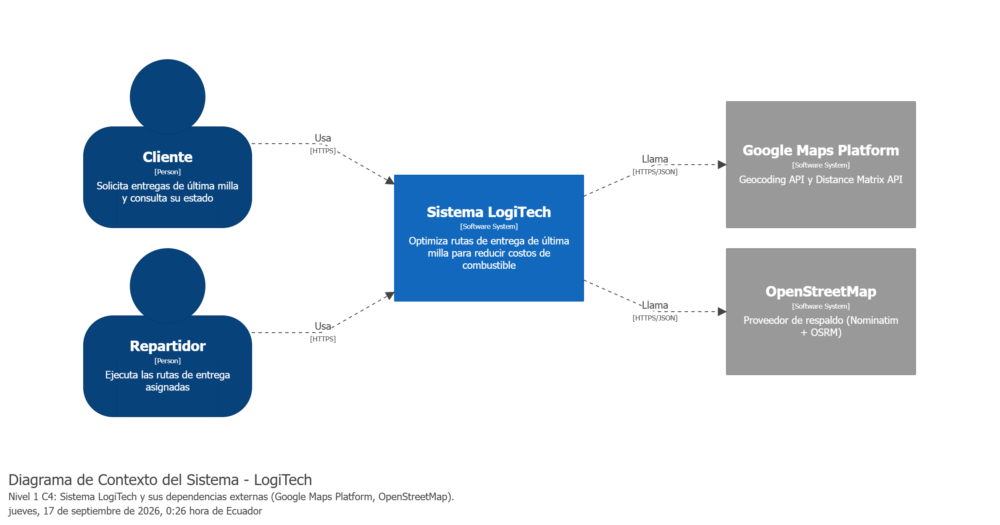 Cliente
[Person]
Solicita entregas de última milla
y consulta su estado
Usa
[HTTPS]
Repartidor
[Person]
Ejecuta las rutas de entrega
asignadas
Usa
[HTTPS]
Sistema LogiTech
[Software System]
Optimiza rutas de entrega de última
milla para reducir costos de
combustible
Llama
[HTTPS/JSON]
Google Maps Platform
[Software System]
Geocoding API y Distance Matrix API
Llama
[HTTPS/JSON]
OpenStreetMap
[Software System]
Proveedor de respaldo (Nominatim
+ OSRM)
Diagrama de Contexto del Sistema - LogiTech
Nivel 1 C4: Sistema LogiTech y sus dependencias externas (Google Maps Platform, OpenStreetMap).
jueves, 17 de septiembre de 2026, 0:26 hora de Ecuador